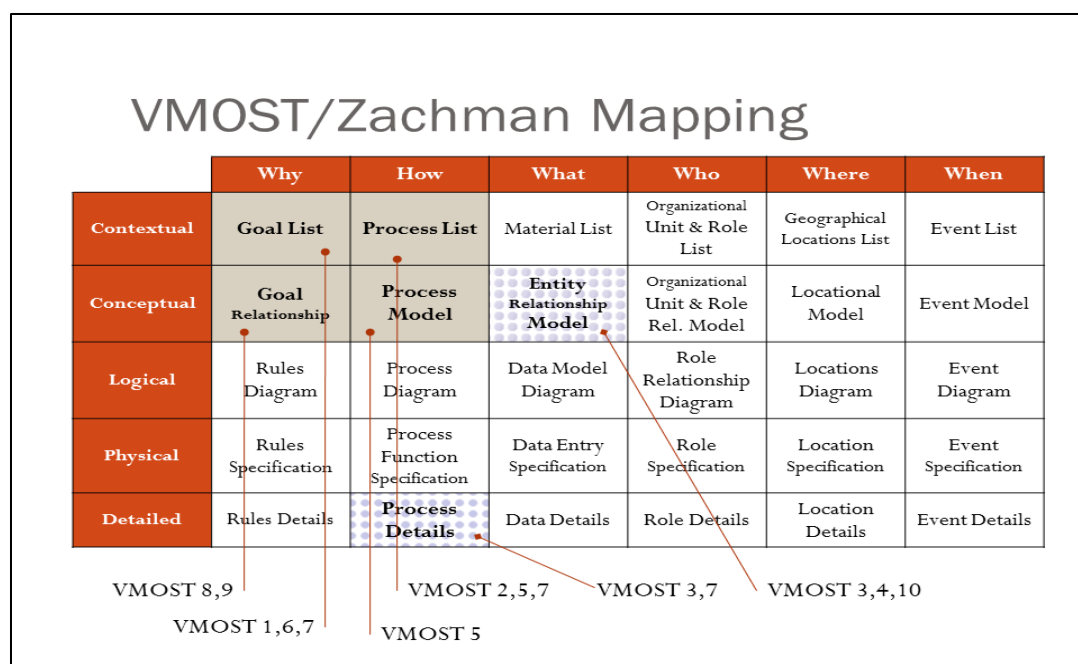 VMOST/Zachman Mapping
Why How What Who Where When
Contextual
Goal List
Process List
Material List
Organizational
Unit & Role
List
Geographical
Locations List
Event List
Conceptual
Goal
Relationship
Process
Model
Entity
Relationship
Model
Organizational
Unit & Role
Rel. Model
Locational
Model
Event Model
Logical
Rules
Diagram
Process
Diagram
Data Model
Diagram
Role
Relationship
Diagram
Locations
Diagram
Event
Diagram
Physical
Rules
Specification
Process
Function
Specification
Data Entry
Specification
Role
Specification
Location
Specification
Event
Specification
Detailed
Rules Details
Process
Details
Data Details
Role Details
Location
Details
Event Details
VMOST 8,9
VMOST 2,5,7
VMOST 3,7
VMOST 3,4,10
VMOST 1,6,7
VMOST 5